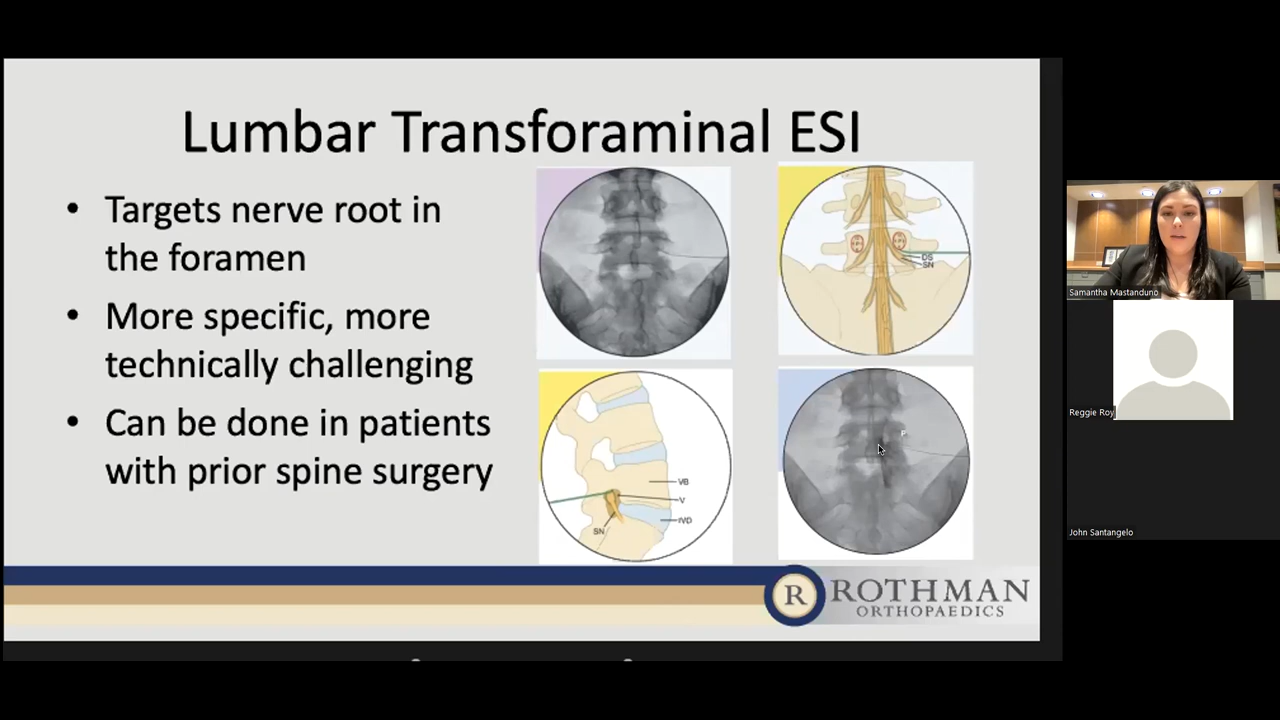 Lumbar Transforaminal ESI
• Targets nerve root in
the foramen
• More specific, more
technically challenging
• Can be done in patients
with prior spine surgery
DS
SN
VB
V
IVD
SN
P
R ROTHMAN
ORTHOPAEDICS
Samantha Mastanduno
Reggie Roy
John Santangelo